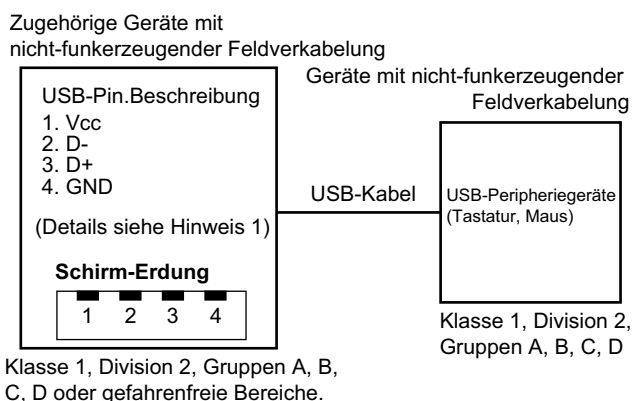 Zugehörige Geräte mit
nicht-funkerzeugender Feldverkabelung
USB-Pin.Beschreibung
1. Vcc
2. D-
3. D+
4. GND
(Details siehe Hinweis 1)
Schirm-Erdung
1 2 3 4
Klasse 1, Division 2, Gruppen A, B,
C, D oder gefahrenfreie Bereiche.
USB-Kabel
Geräte mit nicht-funkerzeugender
Feldverkabelung
USB-Peripheriegeräte
(Tastatur, Maus)
Klasse 1, Division 2,
Gruppen A, B, C, D